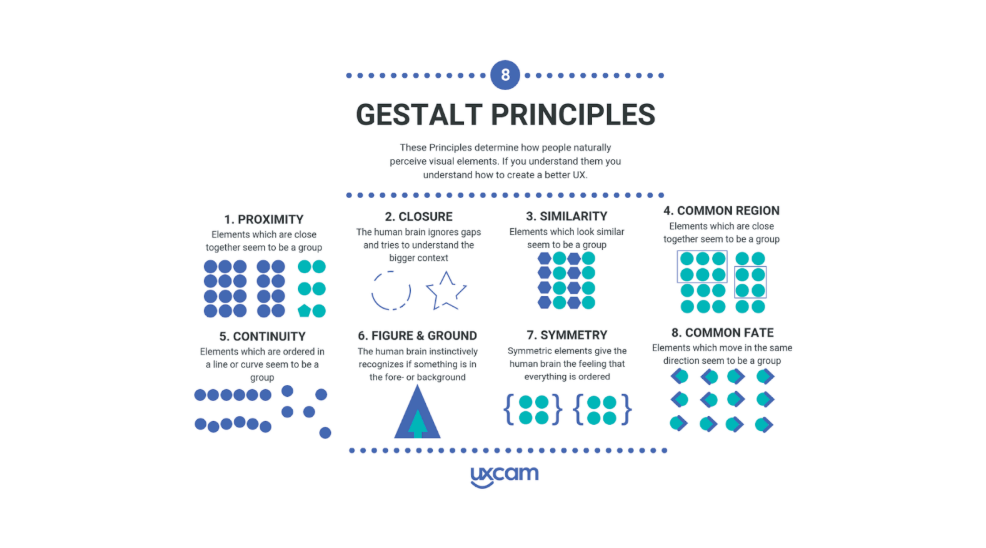 8
GESTALT PRINCIPLES
These Principles determine how people naturally
perceive visual elements. If you understand them you
understand how to create a better UX.
1. PROXIMITY
Elements which are close
together seem to be a group
2. CLOSURE
The human brain ignores gaps
and tries to understand the
bigger context
3. SIMILARITY
Elements which look similar
seem to be a group
4. COMMON REGION
Elements which are close
together seem to be a group
5. CONTINUITY
Elements which are ordered in
a line or curve seem to be a
group
6. FIGURE & GROUND
The human brain instinctively
recognizes if something is in
the fore- or background
7. SYMMETRY
Symmetric elements give the
human brain the feeling that
everything is ordered
8. COMMON FATE
Elements which move in the same
direction seem to be a group
{ } { }
uxcam